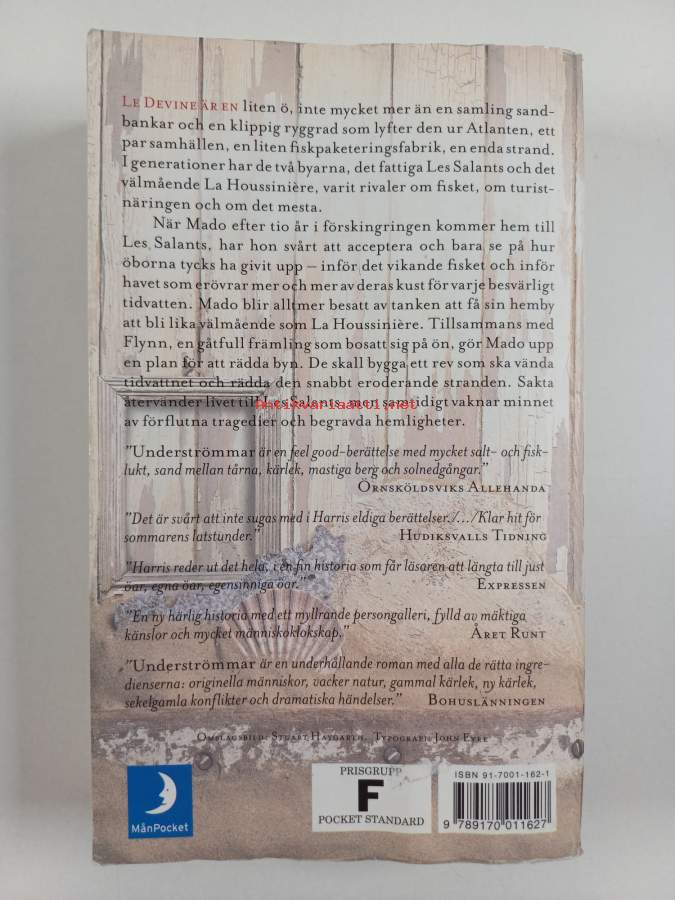 LE DEVINE ÄR EN liten ö, inte mycket mer än en samling sand-
bankar och en klippig ryggrad som lyfter den ur Atlanten, ett
par samhällen, en liten fiskpaketeringsfabrik, en enda strand.
I generationer har de två byarna, det fattiga Les Salants och det
välmående La Houssinière, varit rivaler om fisket, om turist-
näringen och om det mesta.
När Mado efter tio år i förskingringen kommer hem till
Les Salants, har hon svårt att acceptera och bara se på hur
öborna tycks ha givit upp – inför det vikande fisket och inför
havet som erövrar mer och mer av deras kust för varje besvärligt
tidvatten. Mado blir alltmer besatt av tanken att få sin hemby
att bli lika välmående som La Houssinière. Tillsammans med
Flynn, en gåtfull främling som bosatt sig på ön, gör Mado upp
en plan för att rädda byn. De skall bygga ett rev som ska vända
tidvattnet och rädda den snabbt eroderande stranden. Sakta
återvänder livet till Les Salants, men samtidigt vaknar minnet
Antikvariaatti.net
av förflutna tragedier och begravda hemligheter.
"Underströmmar är en feel good-berättelse med mycket salt- och fisk-
lukt, sand mellan tårna, kärlek, mastiga berg och solnedgångar."
ÖRNSKÖLDSVIKS ALLEHANDA
"Det är svårt att inte sugas med i Harris eldiga berättelser./.../Klar hit för
sommarens latstunder." HUDIKSVALLS TIDNING
"Harris reder ut det hela, i en fin historia som får läsaren att längta till just
öar, egna öar, egensinniga öar." EXPRESSEN
"En ny härlig historia med ett myllrande persongalleri, fylld av mäktiga
känslor och mycket människoklokskap." ÅRET RUNT
"Underströmmar är en underhållande roman med alla de rätta ingre-
dienserna: originella människor, vacker natur, gammal kärlek, ny kärlek,
sekelgamla konflikter och dramatiska händelser." BOHUSLÄNNINGEN
OMSLAGSBILD: STUART HAYGARTH. TYPOGRAFI: JOHN EYRE
MånPocket
PRISGRUPP
F
POCKET STANDARD
ISBN 91-7001-162-1
9 789170 011627